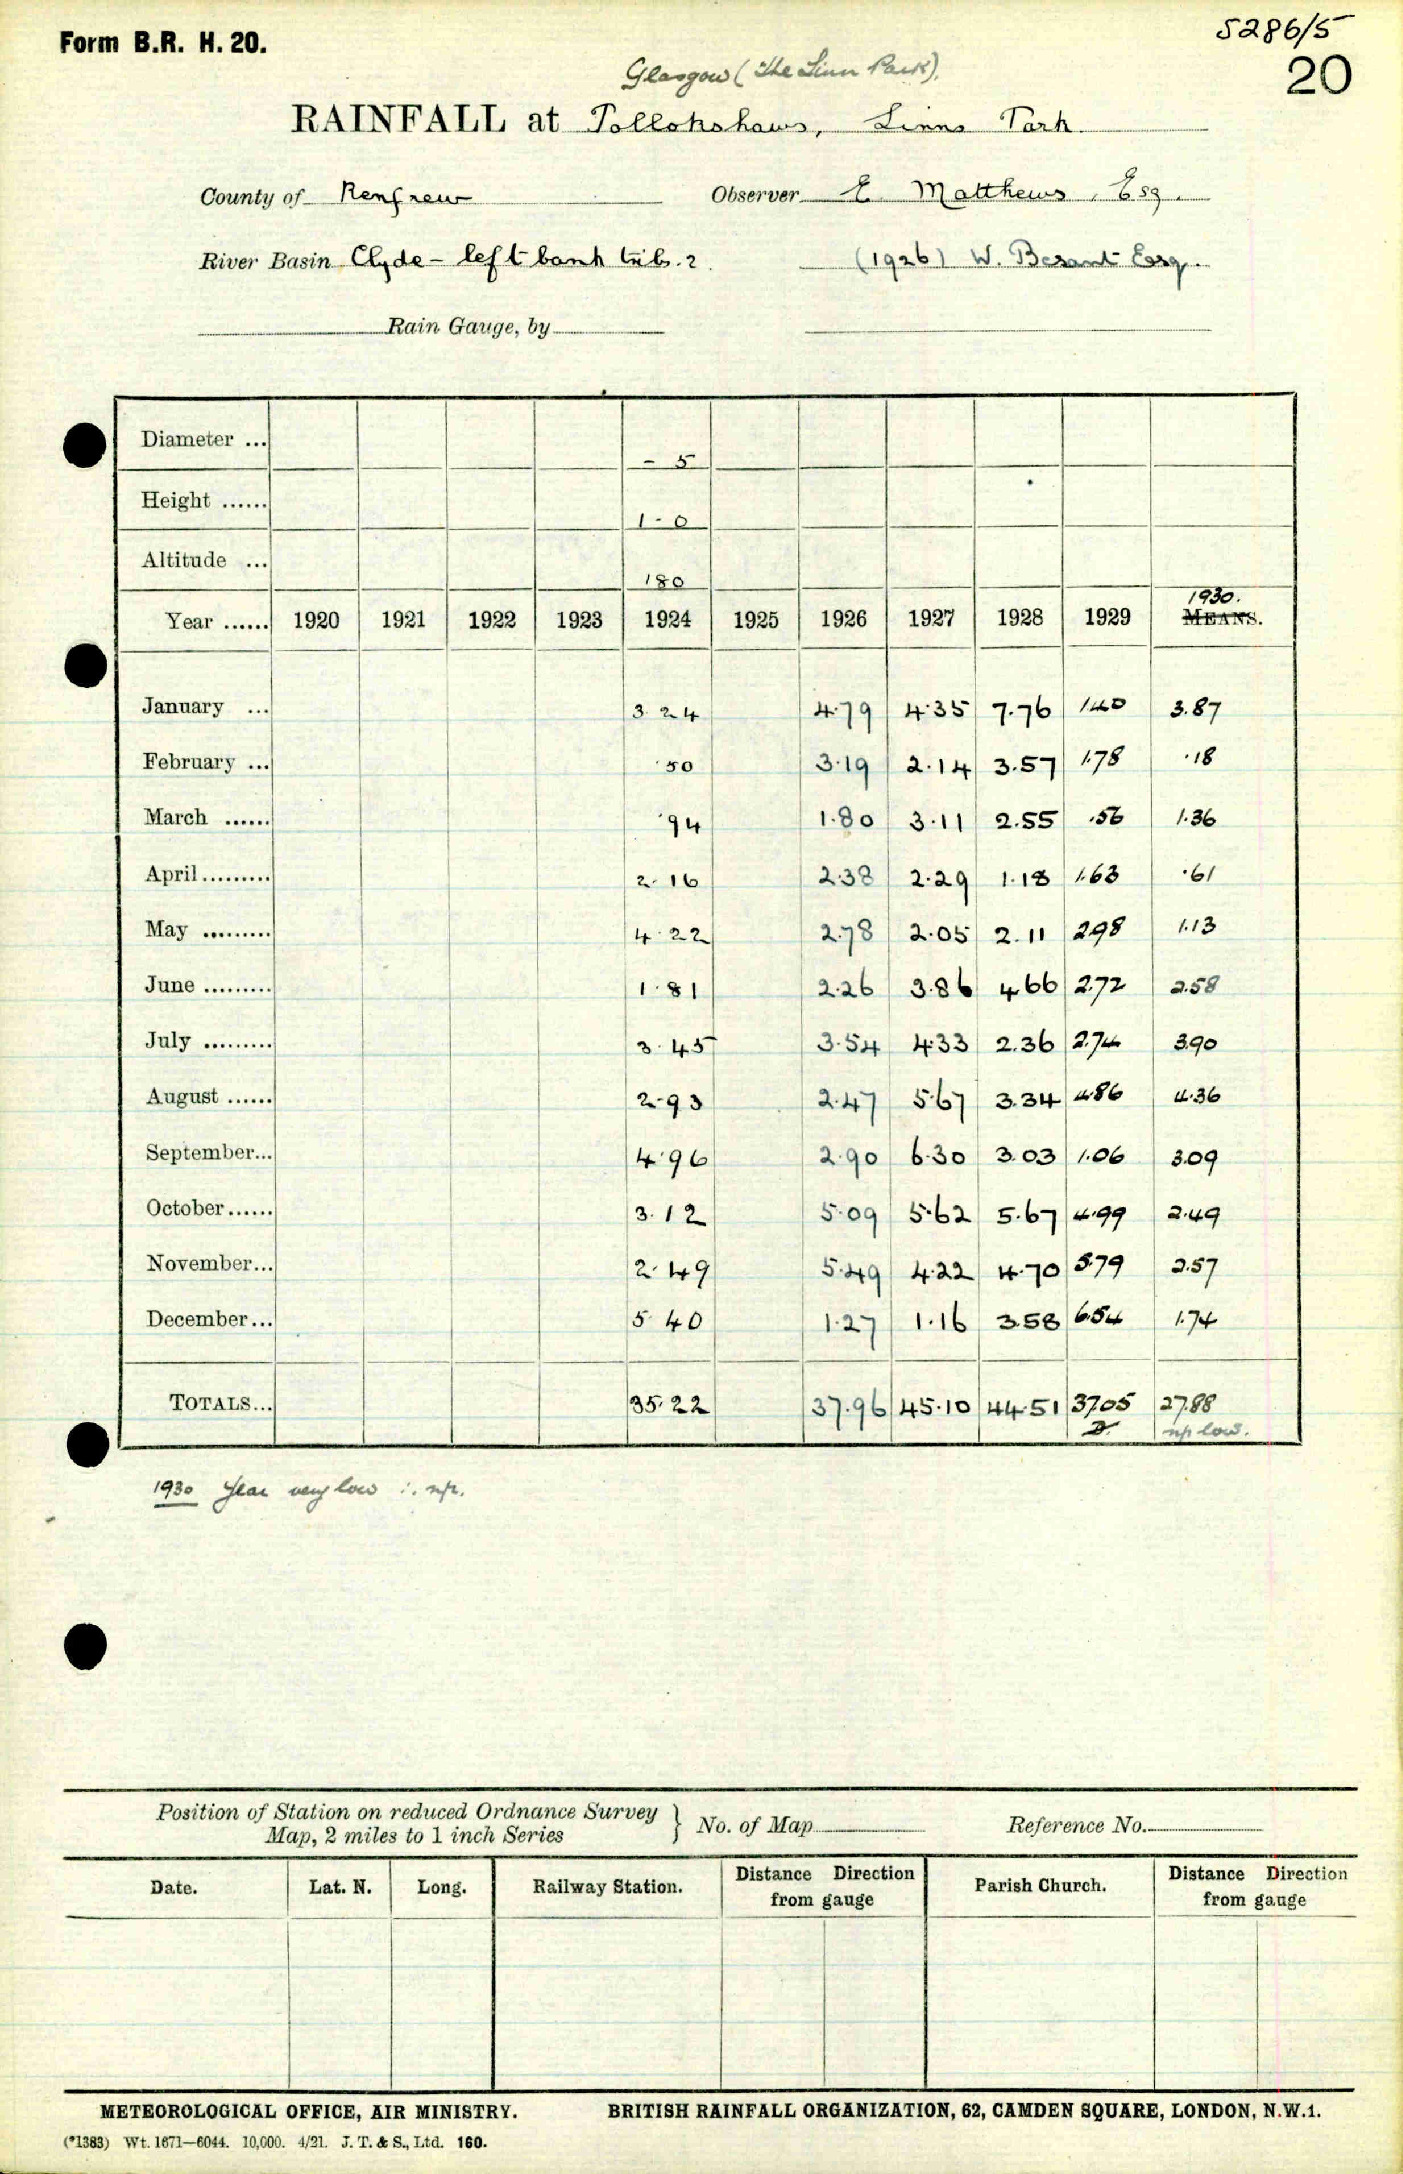 Form B.R. H. 20.
5286/5
20
Glasgow (The Linn Park).
RAINFALL at Pollokshaws, Linns Park
County of Renfrew Observer E Matthews, Esq.
River Basin Clyde - left bank trib. 2. (1926) W. Besant Esq.
Rain Gauge, by
Diameter ... - 5
Height ...... 1 - 0
Altitude ... 180
1930.
Year ...... 1920 1921 1922 1923 1924 1925 1926 1927 1928 1929 MEANS.
January ... 3 24 4.79 4.35 7.76 1.40 3.87
February ... .50 3.19 2.14 3.57 1.78 .18
March ...... .94 1.80 3.11 2.55 .56 1.36
April......... 2.16 2.38 2.29 1.18 1.63 .61
May ......... 4.22 2.78 2.05 2.11 2.98 1.13
June ......... 1.81 2.26 3.86 4.66 2.72 2.58
July ......... 3.45 3.54 4.33 2.36 2.74 3.90
August ...... 2.93 2.47 5.67 3.34 4.86 4.36
September... 4.96 2.90 6.30 3.03 1.06 3.09
October...... 3.12 5.09 5.62 5.67 4.99 2.49
November... 2.49 5.49 4.22 4.70 5.79 2.57
December... 5 40 1.27 1.16 3.58 6.54 1.74
TOTALS... 35.22 37.96 45.10 44.51 37.05 27.88
np low.
1930 Year very low ∴ np.
Position of Station on reduced Ordnance Survey
Map, 2 miles to 1 inch Series } No. of Map Reference No.
Date. Lat. N. Long. Railway Station. Distance Direction from gauge Parish Church. Distance Direction from gauge
METEOROLOGICAL OFFICE, AIR MINISTRY. BRITISH RAINFALL ORGANIZATION, 62, CAMDEN SQUARE, LONDON, N.W.1.
(*1383) Wt. 1671—6044. 10,000. 4/21. J. T. & S., Ltd. 160.